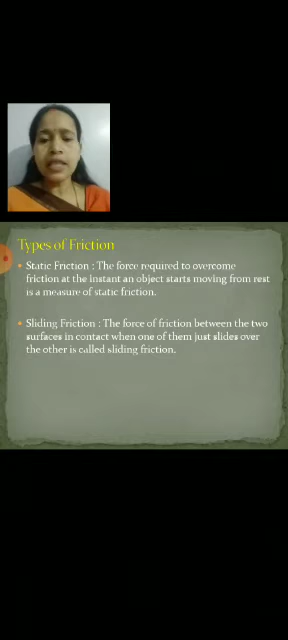 Types of Friction
Static Friction : The force required to overcome
friction at the instant an object starts moving from rest
is a measure of static friction.
Sliding Friction : The force of friction between the two
surfaces in contact when one of them just slides over
the other is called sliding friction.